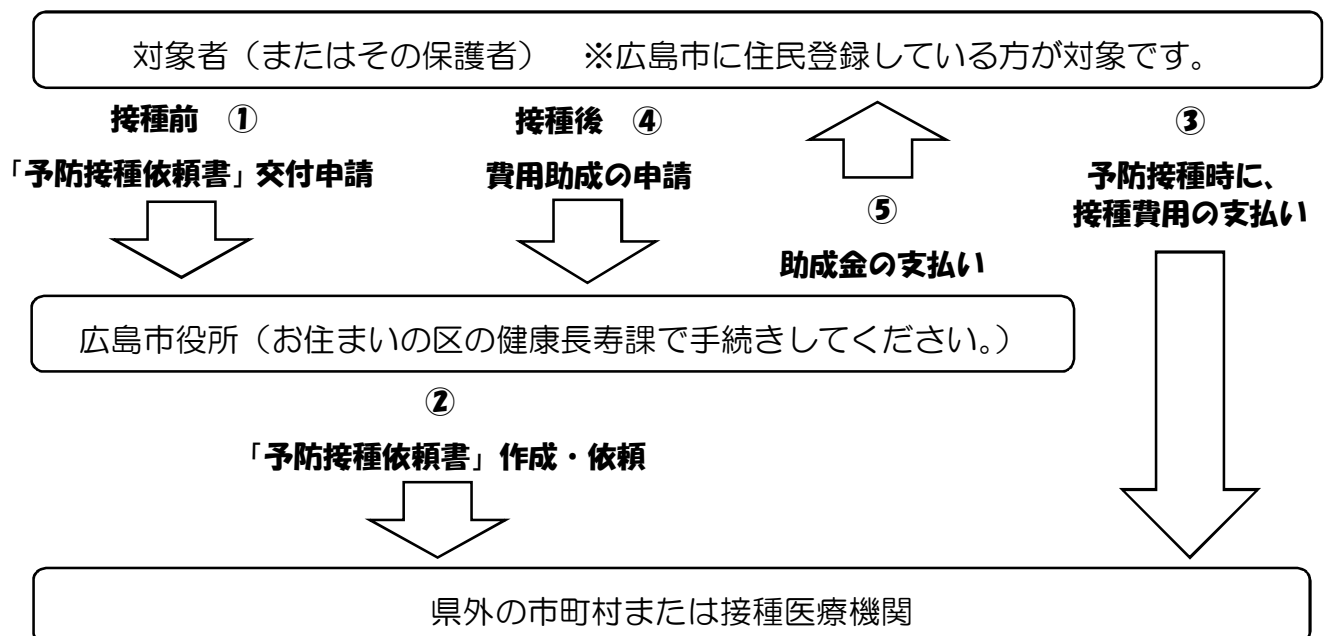 対象者（またはその保護者）　※広島市に住民登録している方が対象です。
接種前　①
「予防接種依頼書」交付申請
接種後　④
費用助成の申請
⑤
助成金の支払い
③
予防接種時に、
接種費用の支払い
広島市役所（お住まいの区の健康長寿課で手続きしてください。）
②
「予防接種依頼書」作成・依頼
県外の市町村または接種医療機関